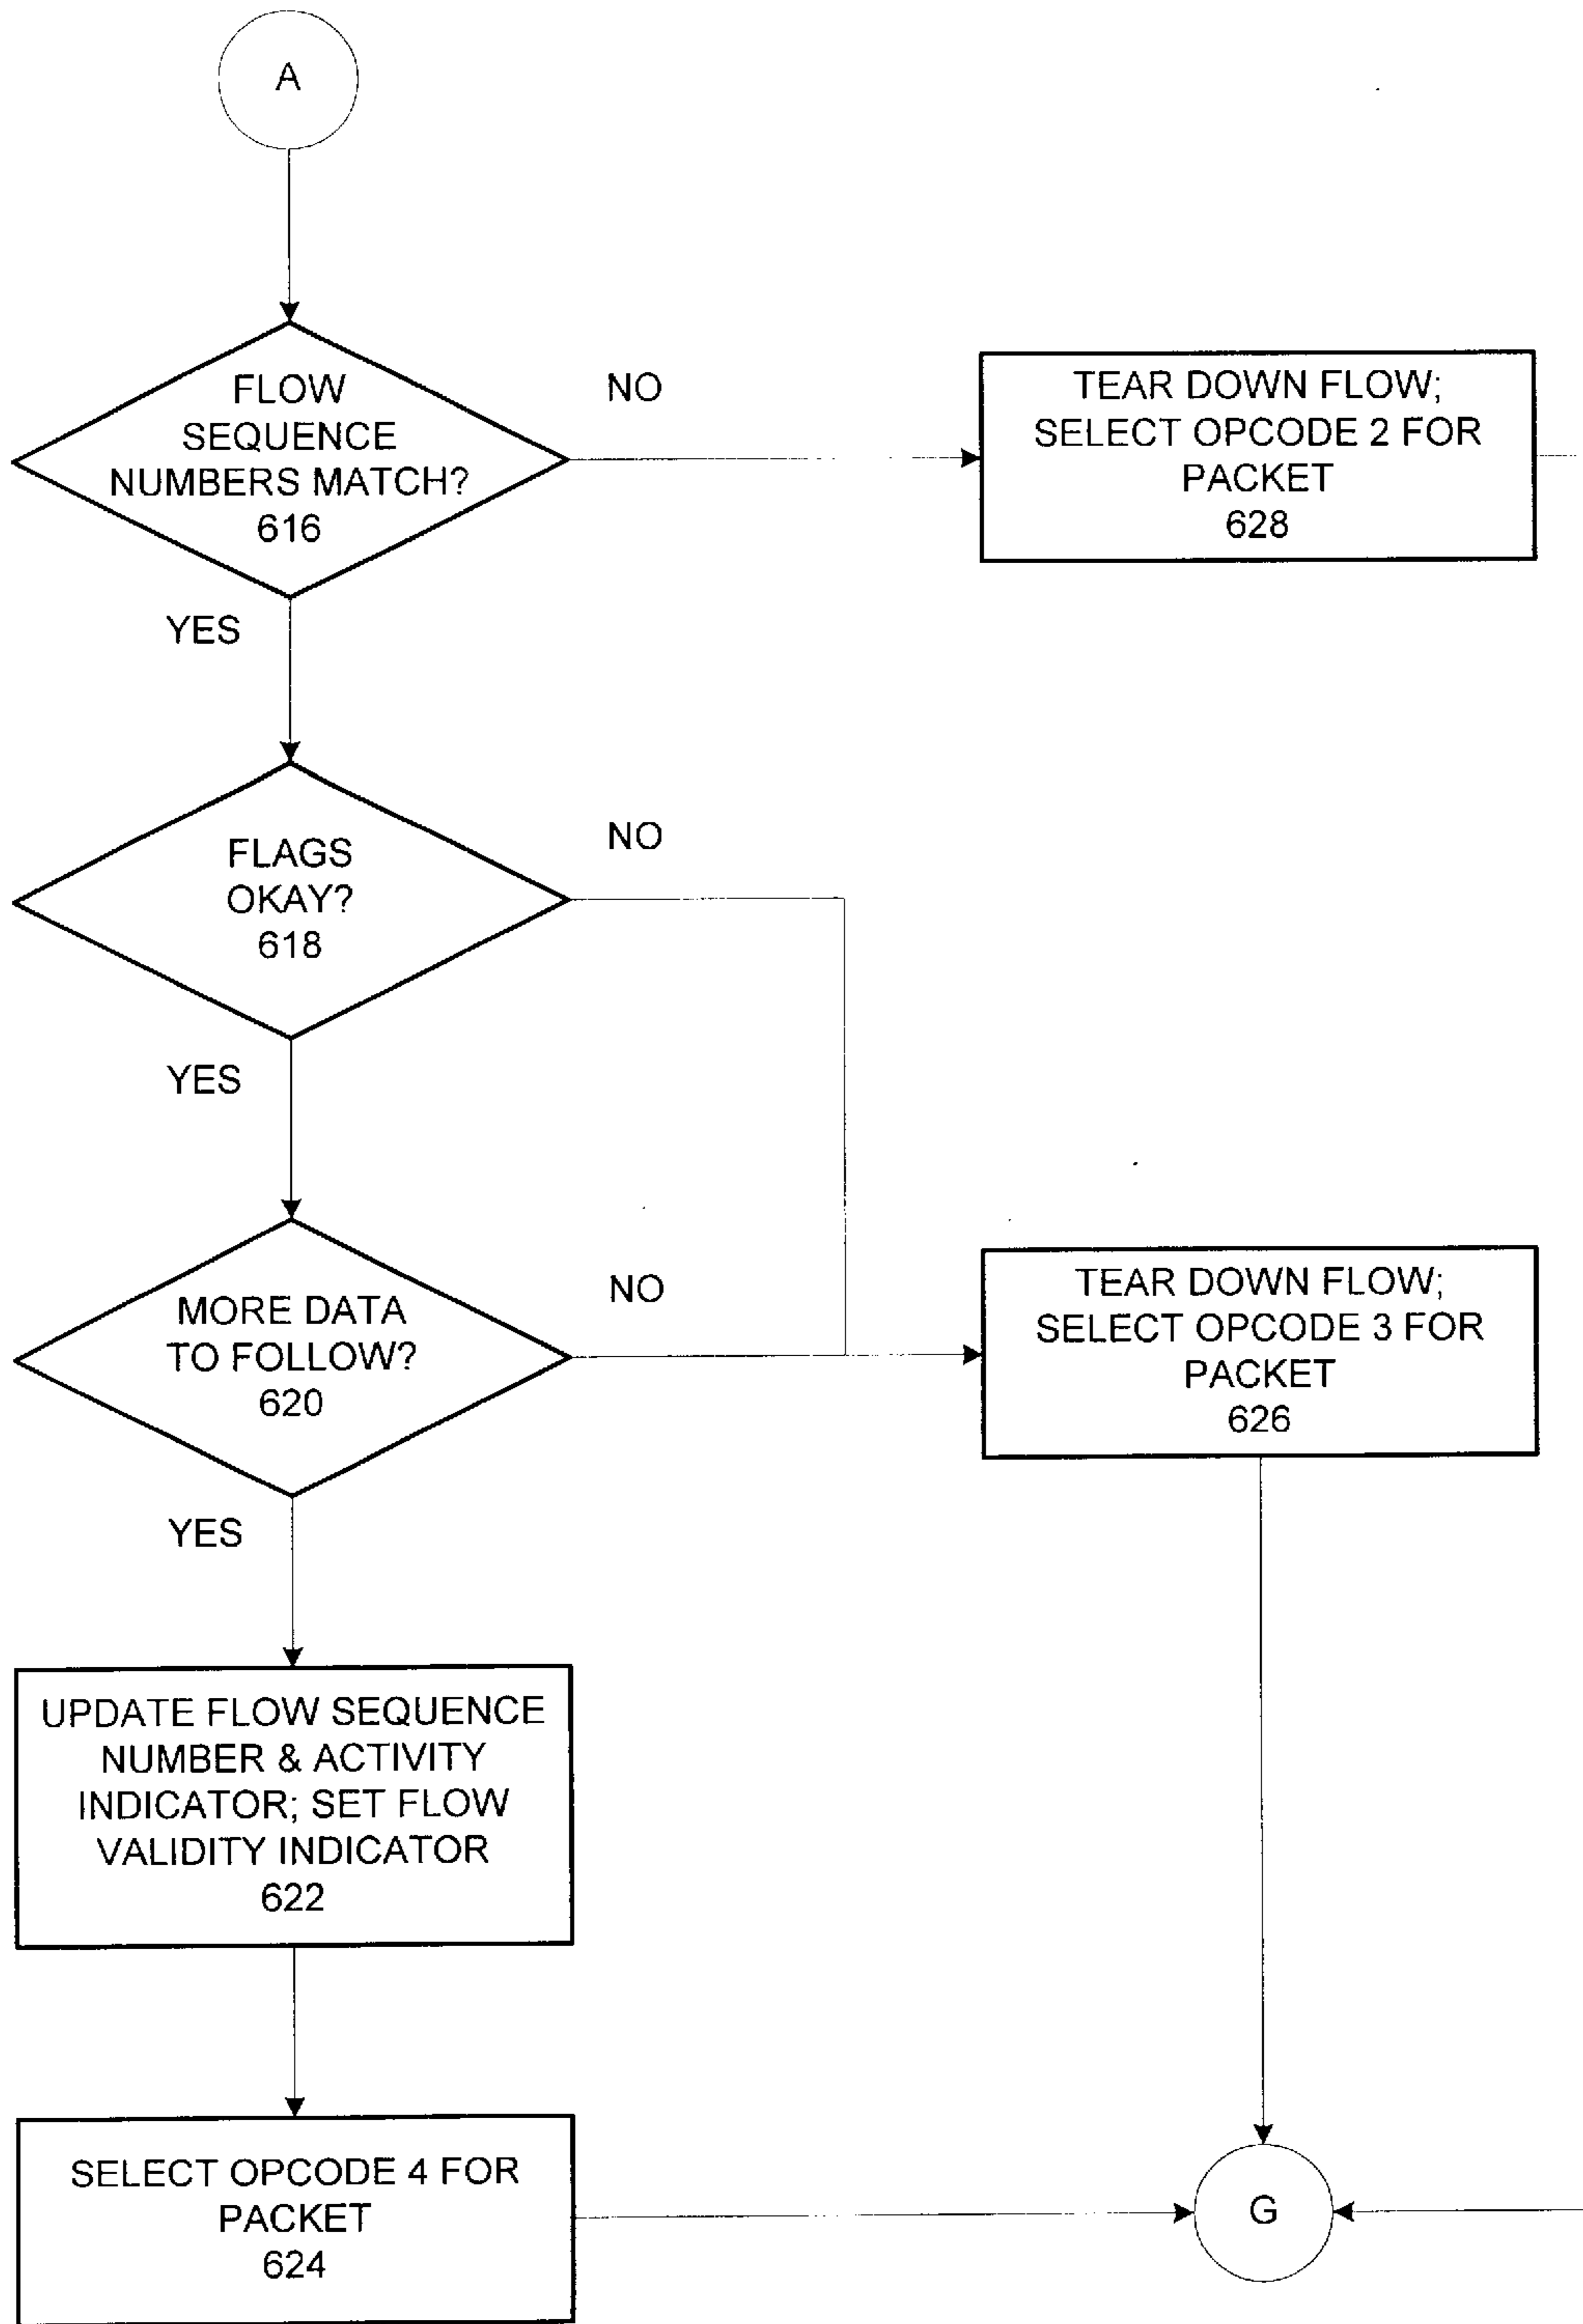 A
FLOW
SEQUENCE
NUMBERS MATCH?
616
NO
TEAR DOWN FLOW;
SELECT OPCODE 2 FOR
PACKET
628
YES
FLAGS
OKAY?
618
NO
YES
MORE DATA
TO FOLLOW?
620
NO
TEAR DOWN FLOW;
SELECT OPCODE 3 FOR
PACKET
626
YES
UPDATE FLOW SEQUENCE
NUMBER & ACTIVITY
INDICATOR; SET FLOW
VALIDITY INDICATOR
622
SELECT OPCODE 4 FOR
PACKET
624
G